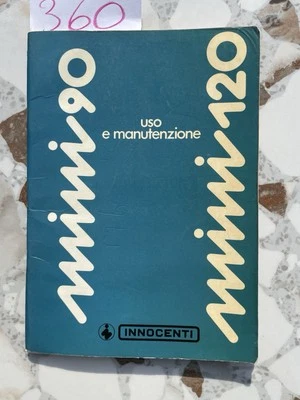 360
mini 90
uso
e manutenzione
mini 120
INNOCENTI